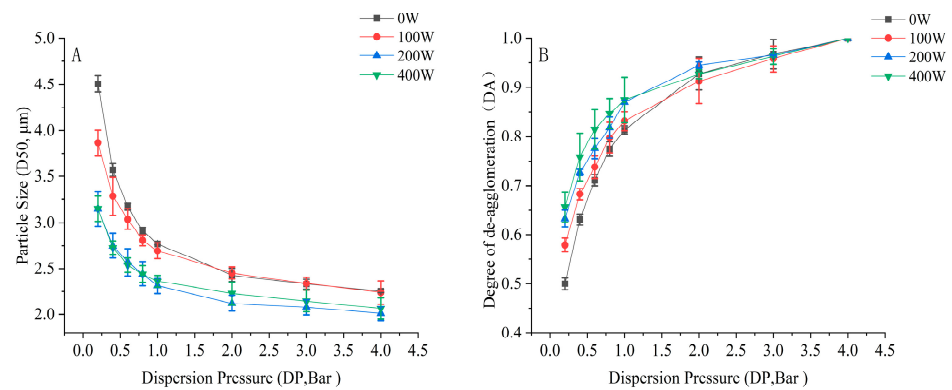 0W
100W
200W
400W
A
5.0
4.5
4.0
3.5
3.0
2.5
2.0
Particle Size (D50, μm)
0.0 0.5 1.0 1.5 2.0 2.5 3.0 3.5 4.0 4.5
Dispersion Pressure (DP,Bar )
0W
100W
200W
400W
B
1.0
0.9
0.8
0.7
0.6
0.5
0.4
Degree of de-agglomeration (DA)
0.0 0.5 1.0 1.5 2.0 2.5 3.0 3.5 4.0 4.5
Dispersion Pressure (DP,Bar )